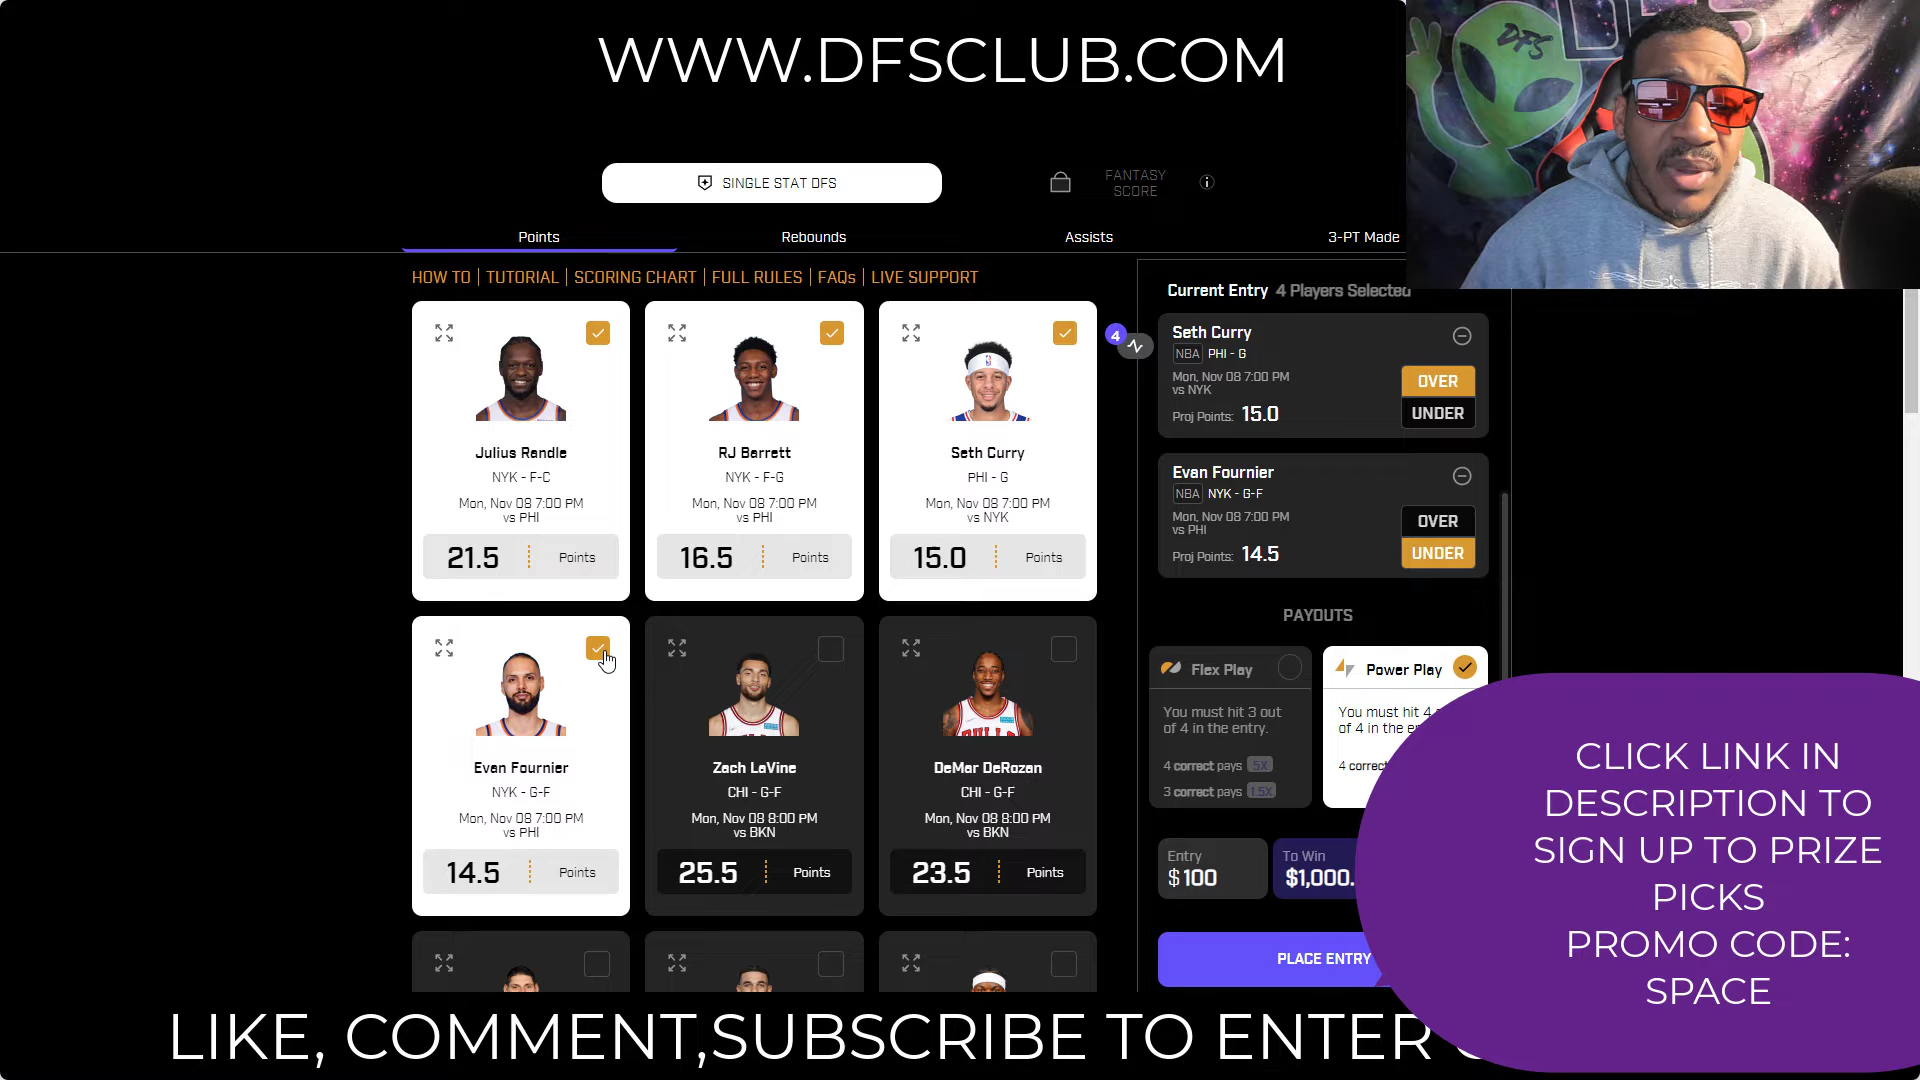 WWW.DFSCLUB.COM
DFS
SINGLE STAT DFS
FANTASY
SCORE
Points
Rebounds
Assists
3-PT Made
HOW TO | TUTORIAL | SCORING CHART | FULL RULES | FAQs | LIVE SUPPORT
Julius Randle
NYK - F-C
Mon, Nov 08 7:00 PM
vs PHI
21.5 Points
RJ Barrett
NYK - F-G
Mon, Nov 08 7:00 PM
vs PHI
16.5 Points
Seth Curry
PHI - G
Mon, Nov 08 7:00 PM
vs NYK
15.0 Points
Evan Fournier
NYK - G-F
Mon, Nov 08 7:00 PM
vs PHI
14.5 Points
Zach LaVine
CHI - G-F
Mon, Nov 08 8:00 PM
vs BKN
25.5 Points
DeMar DeRozan
CHI - G-F
Mon, Nov 08 8:00 PM
vs BKN
23.5 Points
4
Current Entry 4 Players Selected
Seth Curry
NBA PHI - G
Mon, Nov 08 7:00 PM
vs NYK
Proj Points: 15.0
OVER
UNDER
Evan Fournier
NBA NYK - G-F
Mon, Nov 08 7:00 PM
vs PHI
Proj Points: 14.5
OVER
UNDER
PAYOUTS
Flex Play
You must hit 3 out
of 4 in the entry.
4 correct pays 5X
3 correct pays 1.5X
Power Play
You must hit 4
of 4 in the
4 correct
Entry
$100
To Win
$1,000.
PLACE ENTRY
CLICK LINK IN
DESCRIPTION TO
SIGN UP TO PRIZE
PICKS
PROMO CODE:
SPACE
LIKE, COMMENT,SUBSCRIBE TO ENTER